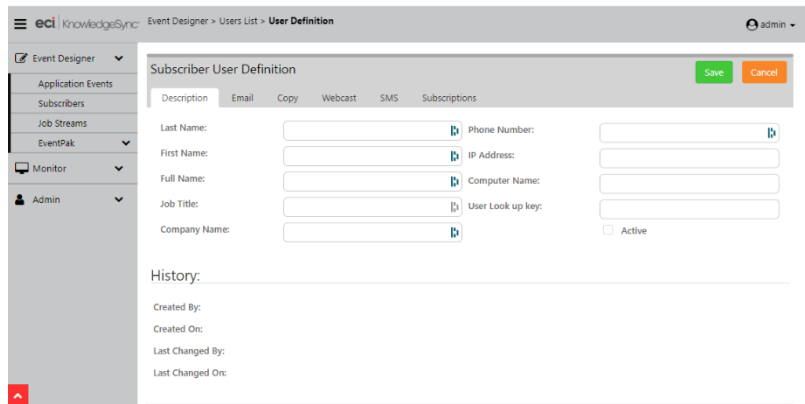 eci KnowledgeSync
Event Designer > Users List > User Definition
admin
Event Designer
Application Events
Subscribers
Job Streams
EventPak
Monitor
Admin
Subscriber User Definition
Save
Cancel
Description Email Copy Webcast SMS Subscriptions
Last Name: Phone Number:
First Name: IP Address:
Full Name: Computer Name:
Job Title: User Look up key:
Company Name: Active
History:
Created By:
Created On:
Last Changed By:
Last Changed On: